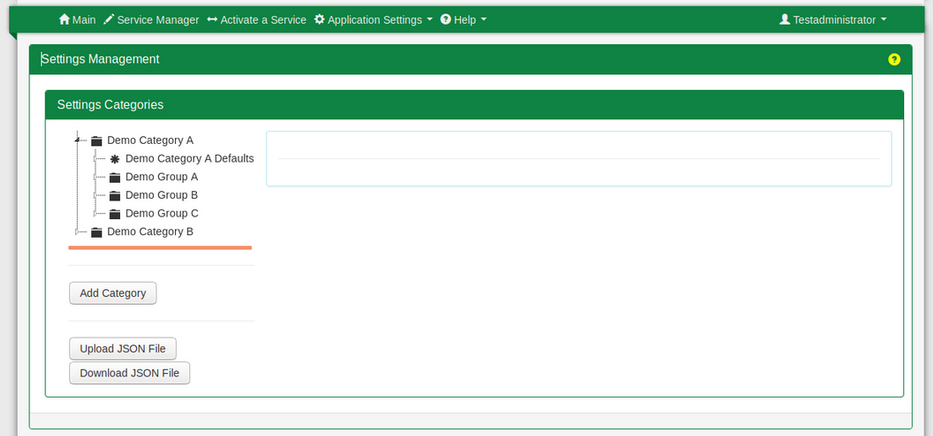 Main Service Manager Activate a Service Application Settings Help Testadministrator
Settings Management ?
Settings Categories
Demo Category A
Demo Category A Defaults
Demo Group A
Demo Group B
Demo Group C
Demo Category B
Add Category
Upload JSON File
Download JSON File